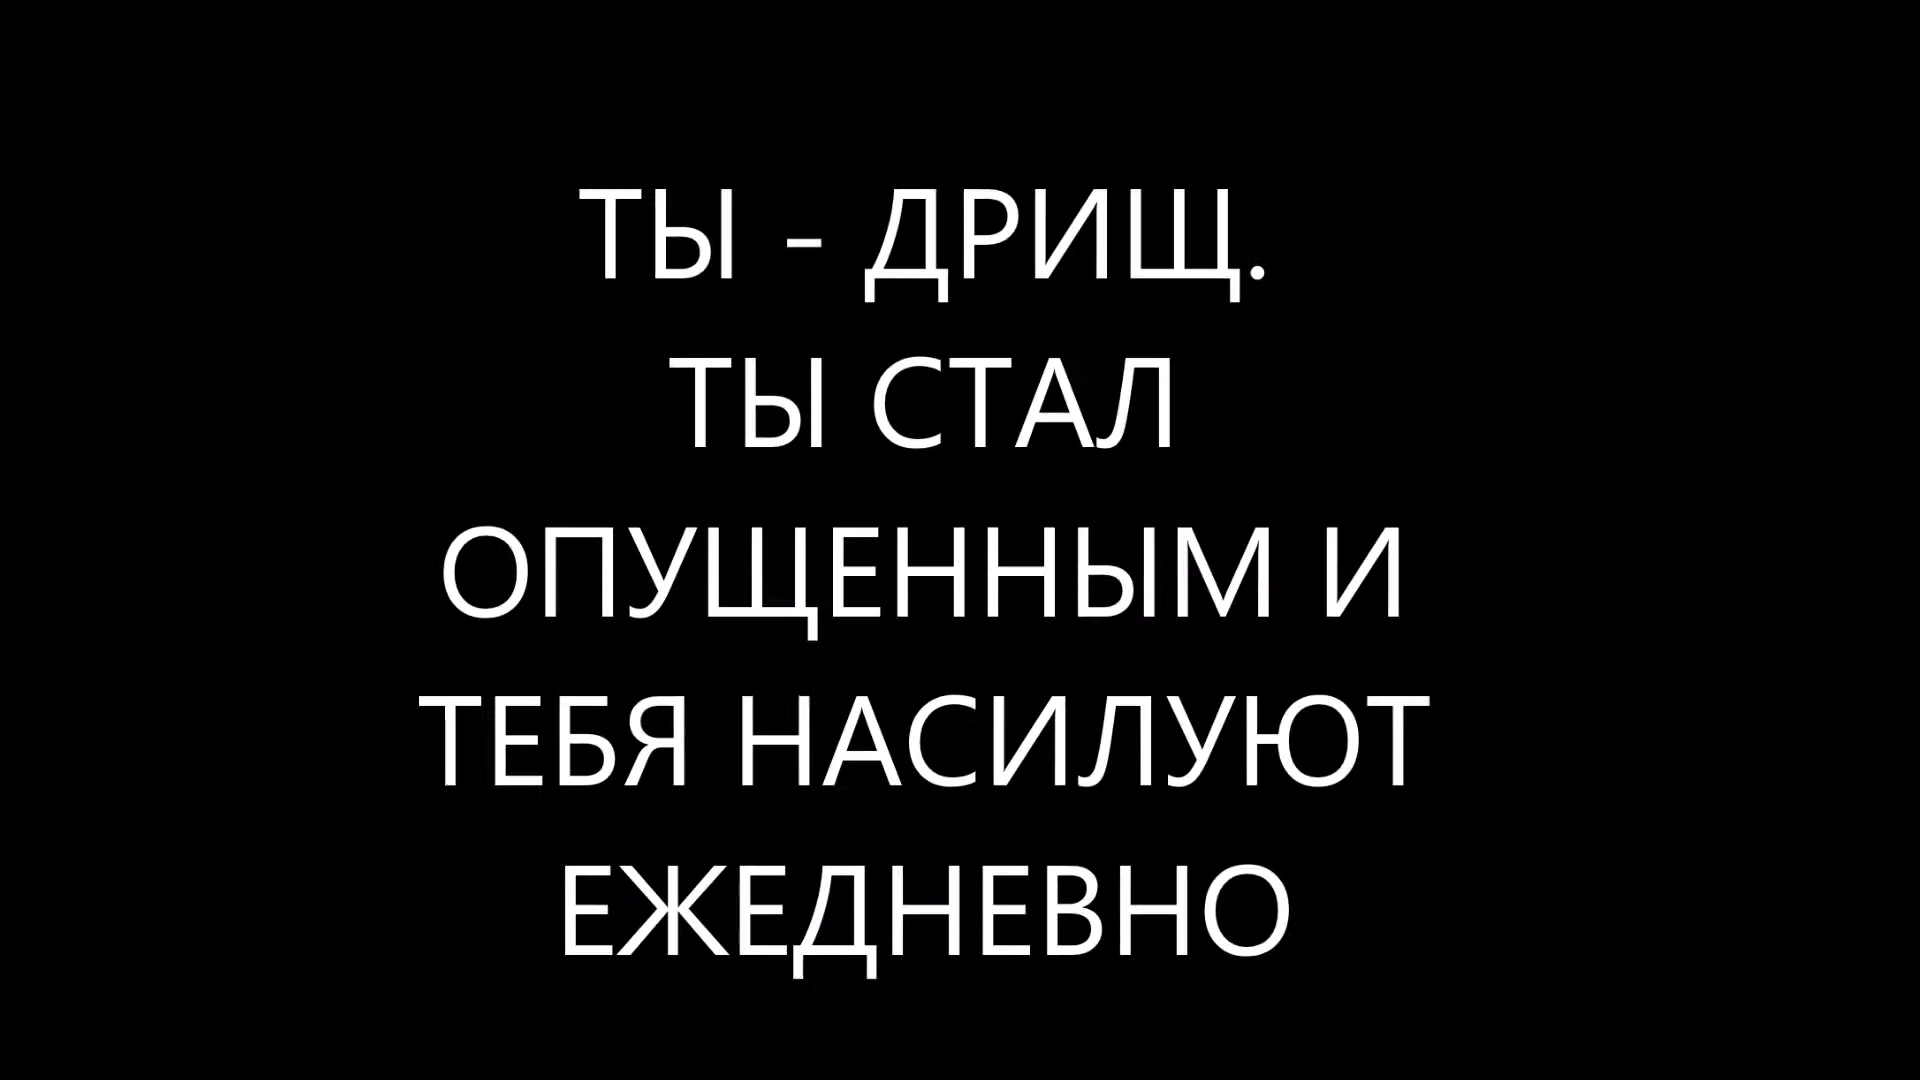 ТЫ - ДРИЩ.
ТЫ СТАЛ
ОПУЩЕННЫМ И
ТЕБЯ НАСИЛУЮТ
ЕЖЕДНЕВНО